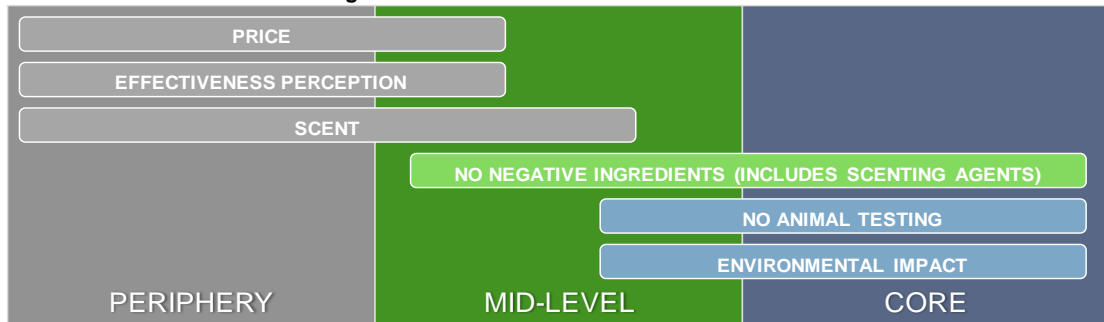 PRICE
EFFECTIVENESS PERCEPTION
SCENT
NO NEGATIVE INGREDIENTS (INCLUDES SCENTING AGENTS)
NO ANIMAL TESTING
ENVIRONMENTAL IMPACT
PERIPHERY MID-LEVEL CORE